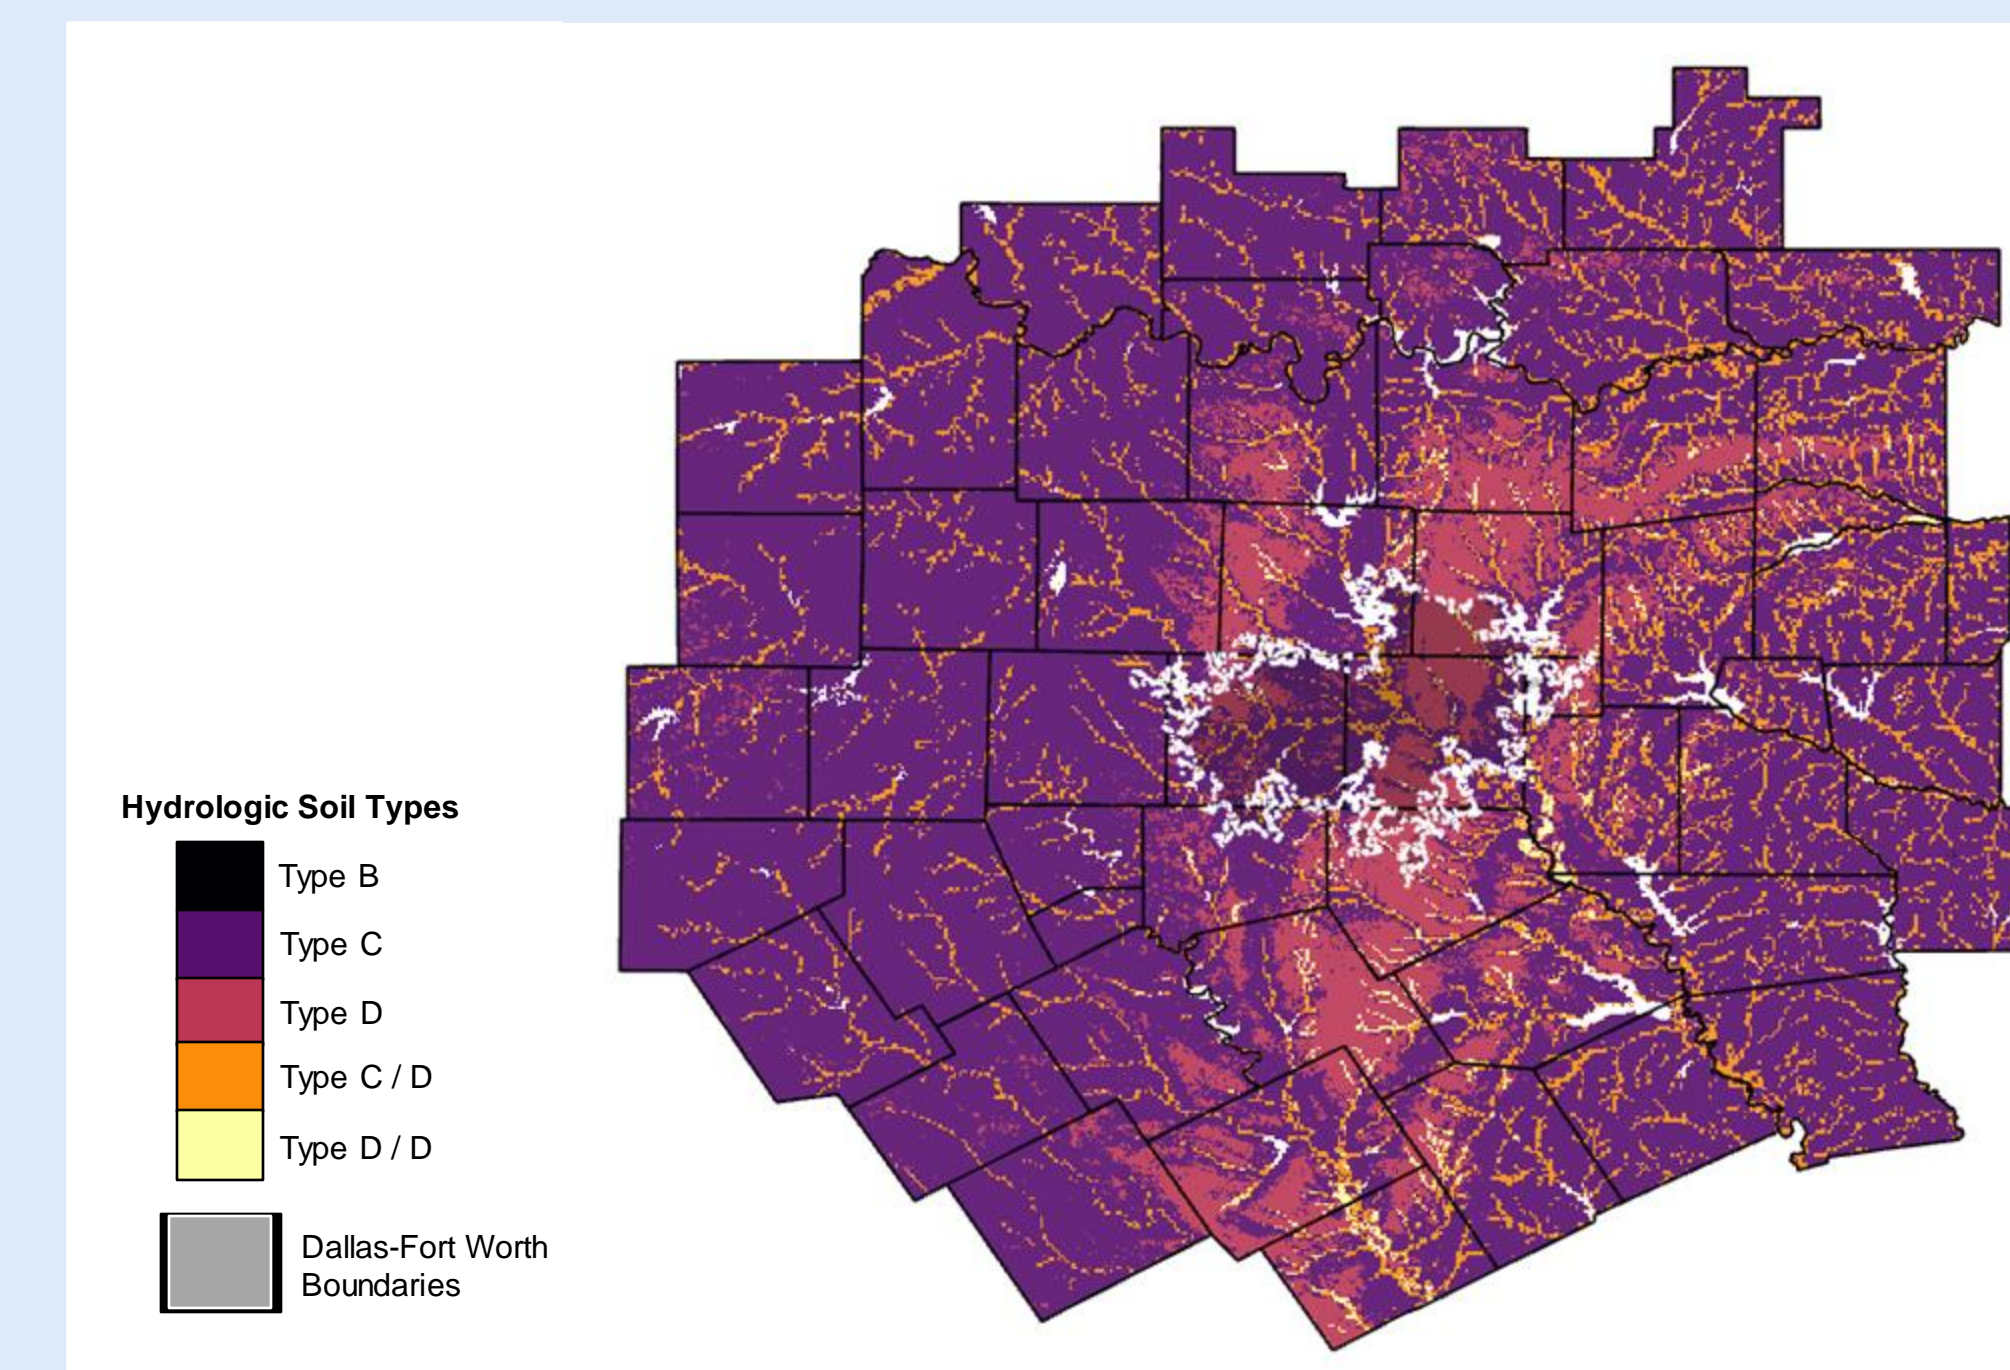 Hydrologic Soil Types
Type B
Type C
Type D
Type C / D
Type D / D
Dallas-Fort Worth
Boundaries